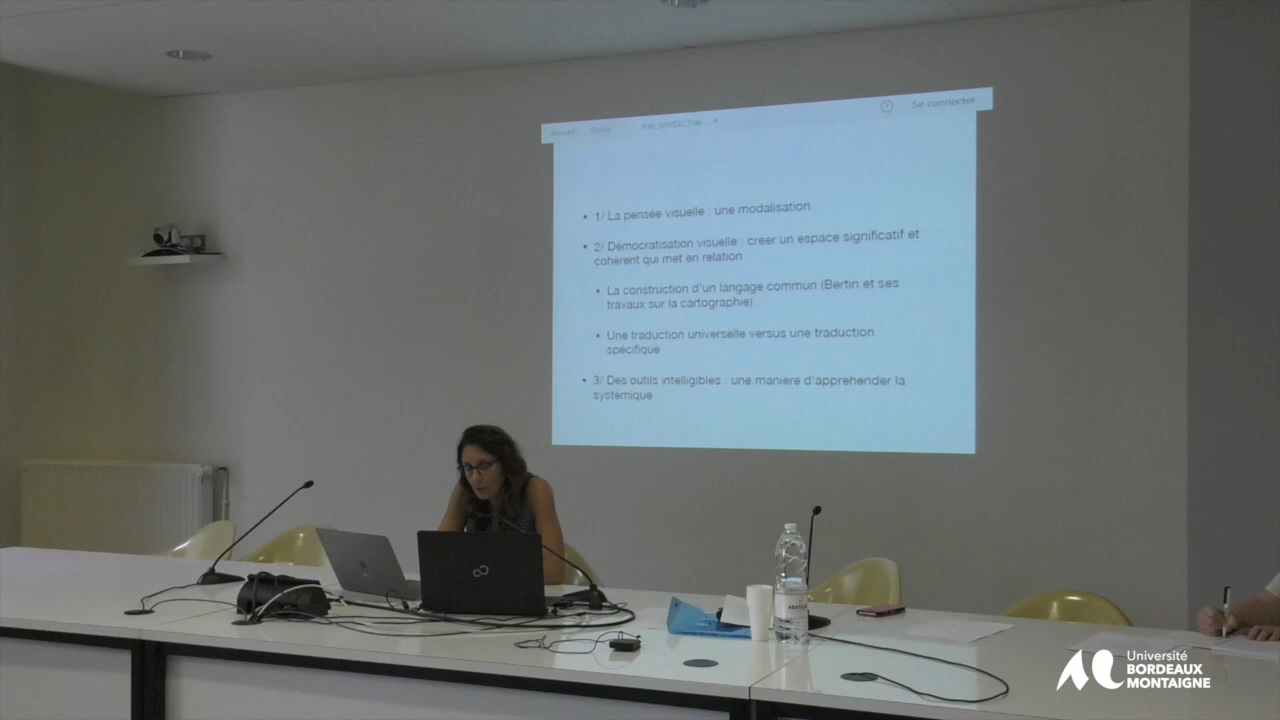 Se connecter
Accueil Outils
• 1/ La pensée visuelle : une modalisation
• 2/ Démocratisation visuelle : créer un espace significatif et
cohérent qui met en relation
• La construction d'un langage commun (Bertin et ses
travaux sur la cartographie)
• Une traduction universelle versus une traduction
spécifique
• 3/ Des outils intelligibles : une manière d'appréhender la
systémique
Université
BORDEAUX
MONTAIGNE